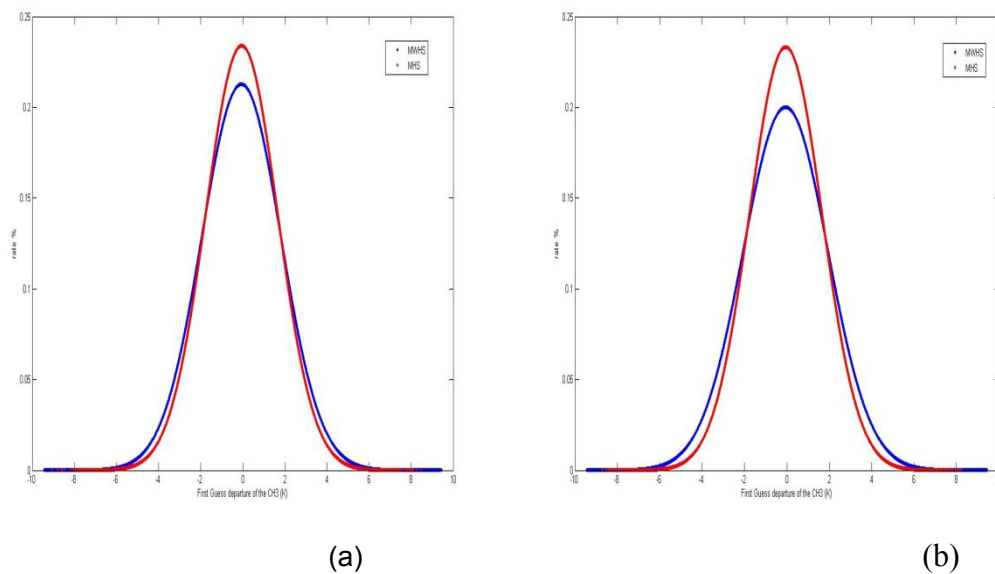 0.25
0.2
0.15
0.1
0.05
0
rate %
-10 -8 -6 -4 -2 0 2 4 6 8 10
First Guess departure of the CH3 (K)
MWHS
MHS
(a)
0.25
0.2
0.15
0.1
0.05
0
rate %
-10 -8 -6 -4 -2 0 2 4 6 8 10
First Guess departure of the CH3 (K)
MWHS
MHS
(b)